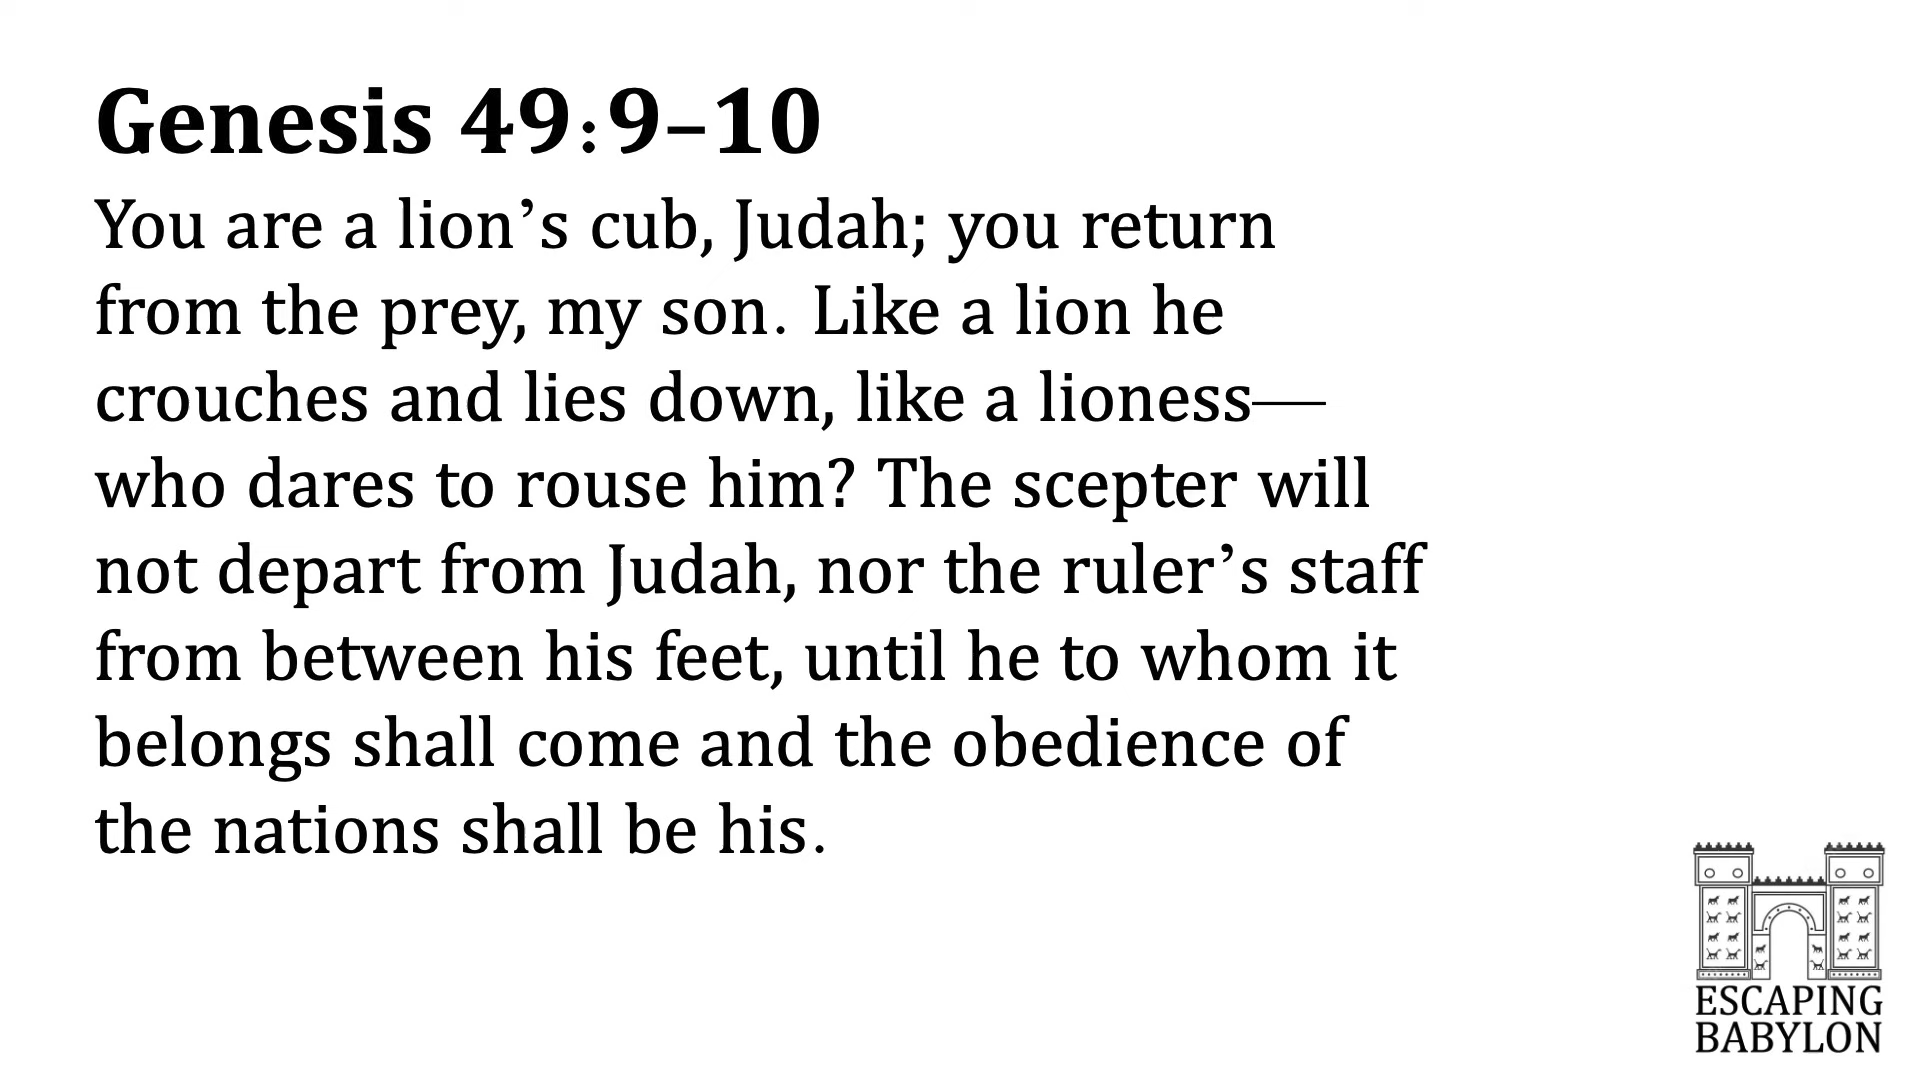 Genesis 49:9–10
You are a lion’s cub, Judah; you return
from the prey, my son. Like a lion he
crouches and lies down, like a lioness—
who dares to rouse him? The scepter will
not depart from Judah, nor the ruler’s staff
from between his feet, until he to whom it
belongs shall come and the obedience of
the nations shall be his.
ESCAPING
BABYLON